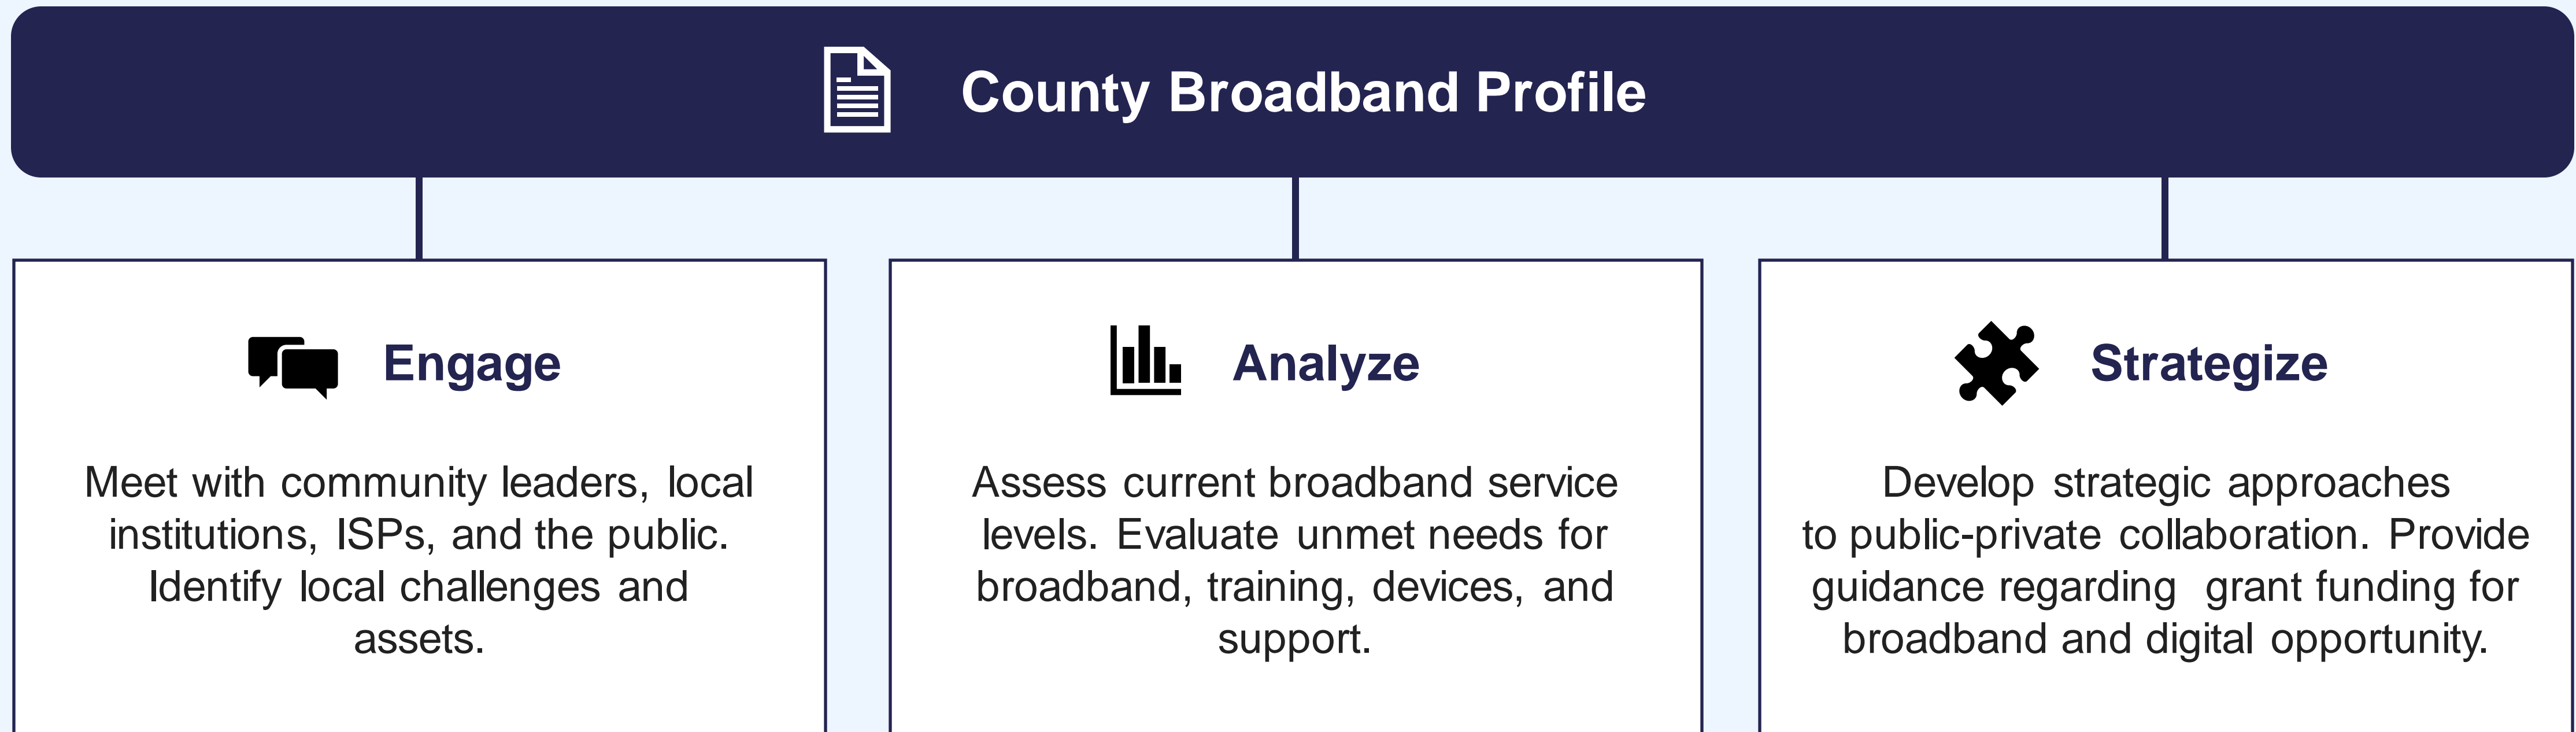 County Broadband Profile
Engage
Meet with community leaders, local
institutions, ISPs, and the public.
Identify local challenges and
assets.
Analyze
Assess current broadband service
levels. Evaluate unmet needs for
broadband, training, devices, and
support.
Strategize
Develop strategic approaches
to public-private collaboration. Provide
guidance regarding  grant funding for
broadband and digital opportunity.